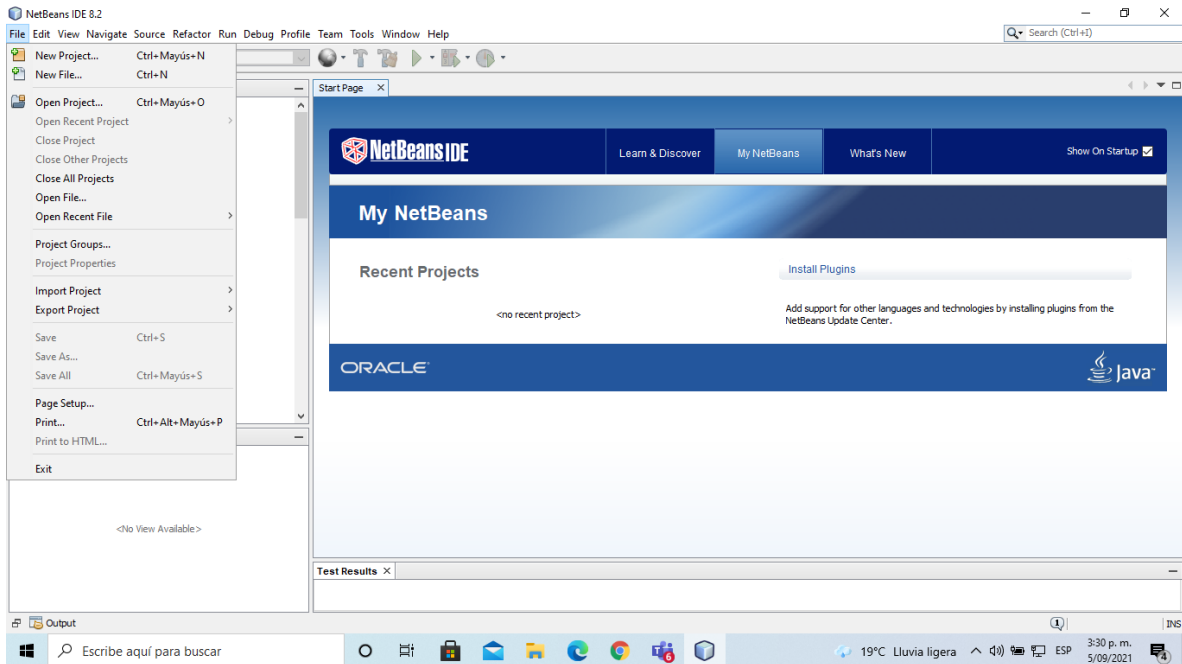 NetBeans IDE 8.2
File Edit View Navigate Source Refactor Run Debug Profile Team Tools Window Help
Search (Ctrl+I)
New Project... Ctrl+Mayús+N
New File... Ctrl+N
Open Project... Ctrl+Mayús+O
Open Recent Project
Close Project
Close Other Projects
Close All Projects
Open File...
Open Recent File
Project Groups...
Project Properties
Import Project
Export Project
Save Ctrl+S
Save As...
Save All Ctrl+Mayús+S
Page Setup...
Print... Ctrl+Alt+Mayús+P
Print to HTML...
Exit
<No View Available>
Start Page
NetBeans IDE
Learn & Discover
My NetBeans
What's New
Show On Startup
My NetBeans
Recent Projects
<no recent project>
Install Plugins
Add support for other languages and technologies by installing plugins from the
NetBeans Update Center.
ORACLE
Java
Test Results
Output
1
INS
Escribe aquí para buscar
6
19°C Lluvia ligera
ESP
3:30 p. m.
5/09/2021
4